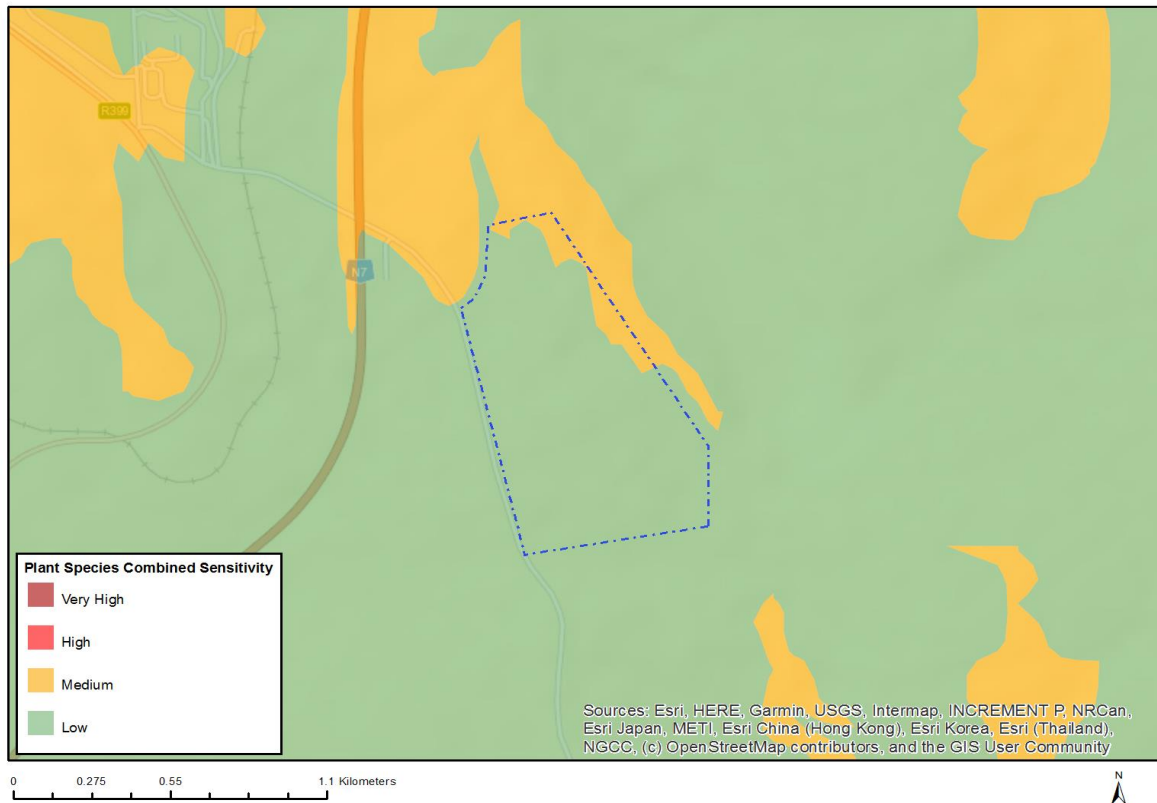 R399
N7
Plant Species Combined Sensitivity
Very High
High
Medium
Low
Sources: Esri, HERE, Garmin, USGS, Intermap, INCREMENT P, NRCan,
Esri Japan, METI, Esri China (Hong Kong), Esri Korea, Esri (Thailand),
NGCC, (c) OpenStreetMap contributors, and the GIS User Community
0 0.275 0.55 1.1 Kilometers
N